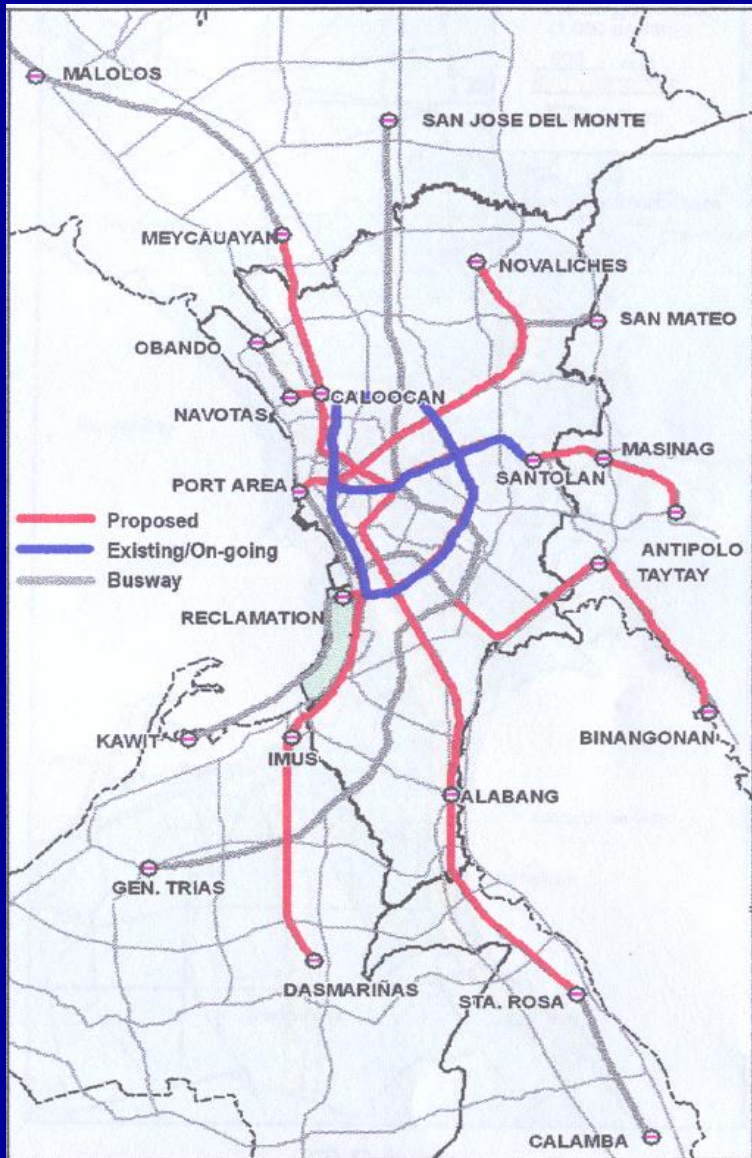 MALOLOS
SAN JOSE DEL MONTE
MEYCAUAYAN
NOVALICHES
SAN MATEO
OBANDO
CALOOCAN
NAVOTAS
MASINAG
SANTOLAN
PORT AREA
Proposed
Existing/On-going
Busway
ANTIPOLO
TAYTAY
RECLAMATION
KAWIT
IMUS
BINANGONAN
ALABANG
GEN. TRIAS
DASMARIÑAS
STA. ROSA
CALAMBA